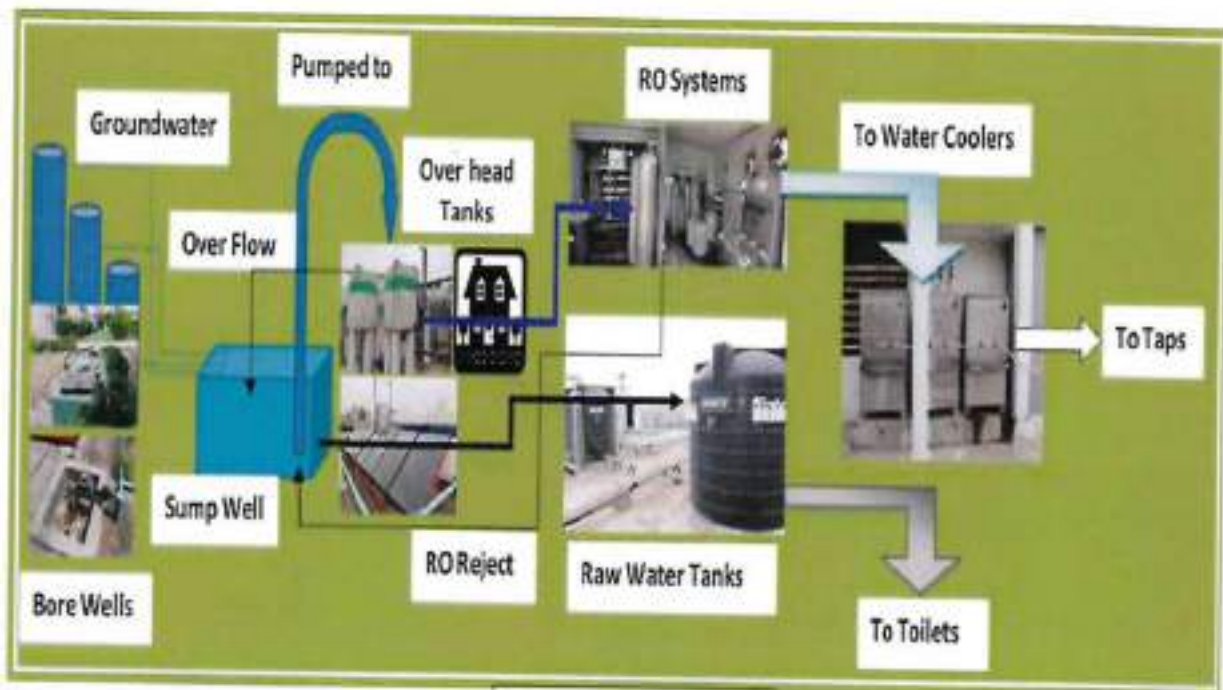 Pumped to
RO Systems
Groundwater
To Water Coolers
Over head
Tanks
Over Flow
To Taps
Sump Well
RO Reject
Raw Water Tanks
Bore Wells
To Toilets